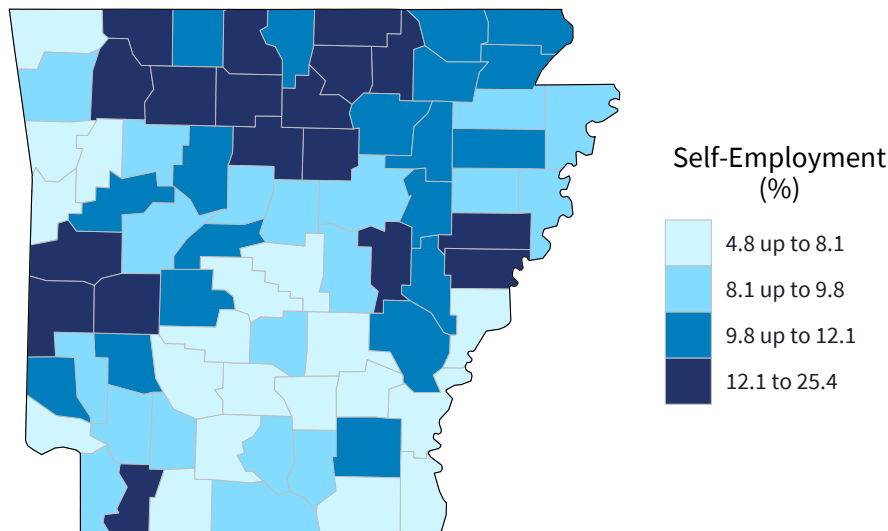 Self-Employment
(%)
4.8 up to 8.1
8.1 up to 9.8
9.8 up to 12.1
12.1 to 25.4